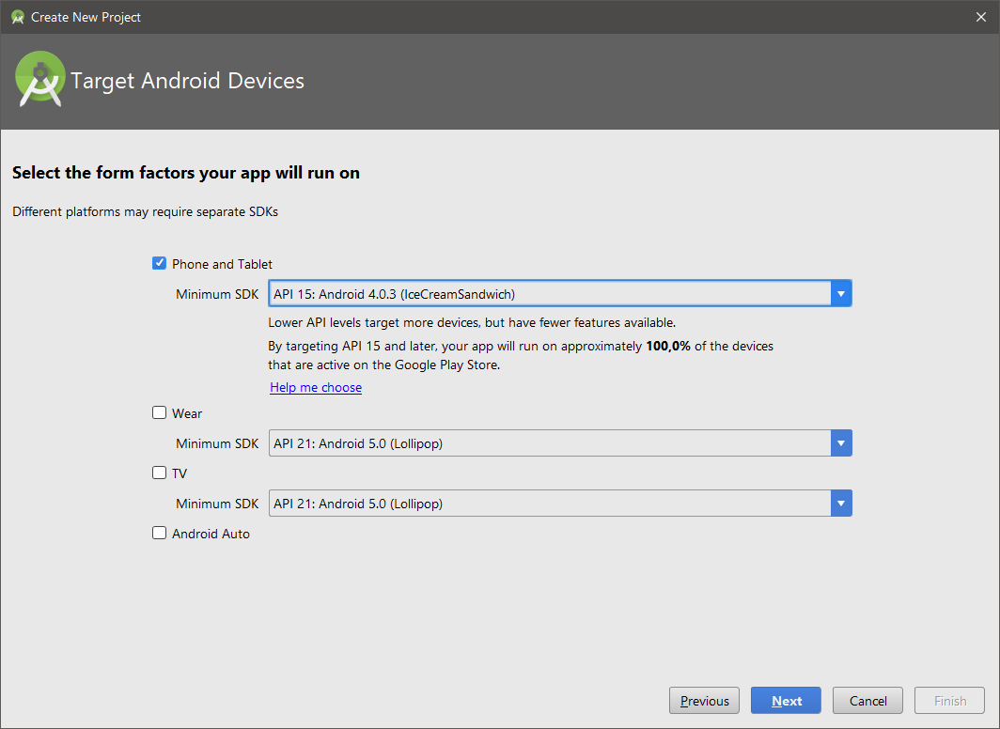 Create New Project
Target Android Devices
Select the form factors your app will run on
Different platforms may require separate SDKs
Phone and Tablet
Minimum SDK API 15: Android 4.0.3 (IceCreamSandwich)
Lower API levels target more devices, but have fewer features available.
By targeting API 15 and later, your app will run on approximately 100,0% of the devices
that are active on the Google Play Store.
Help me choose
Wear
Minimum SDK API 21: Android 5.0 (Lollipop)
TV
Minimum SDK API 21: Android 5.0 (Lollipop)
Android Auto
Previous Next Cancel Finish